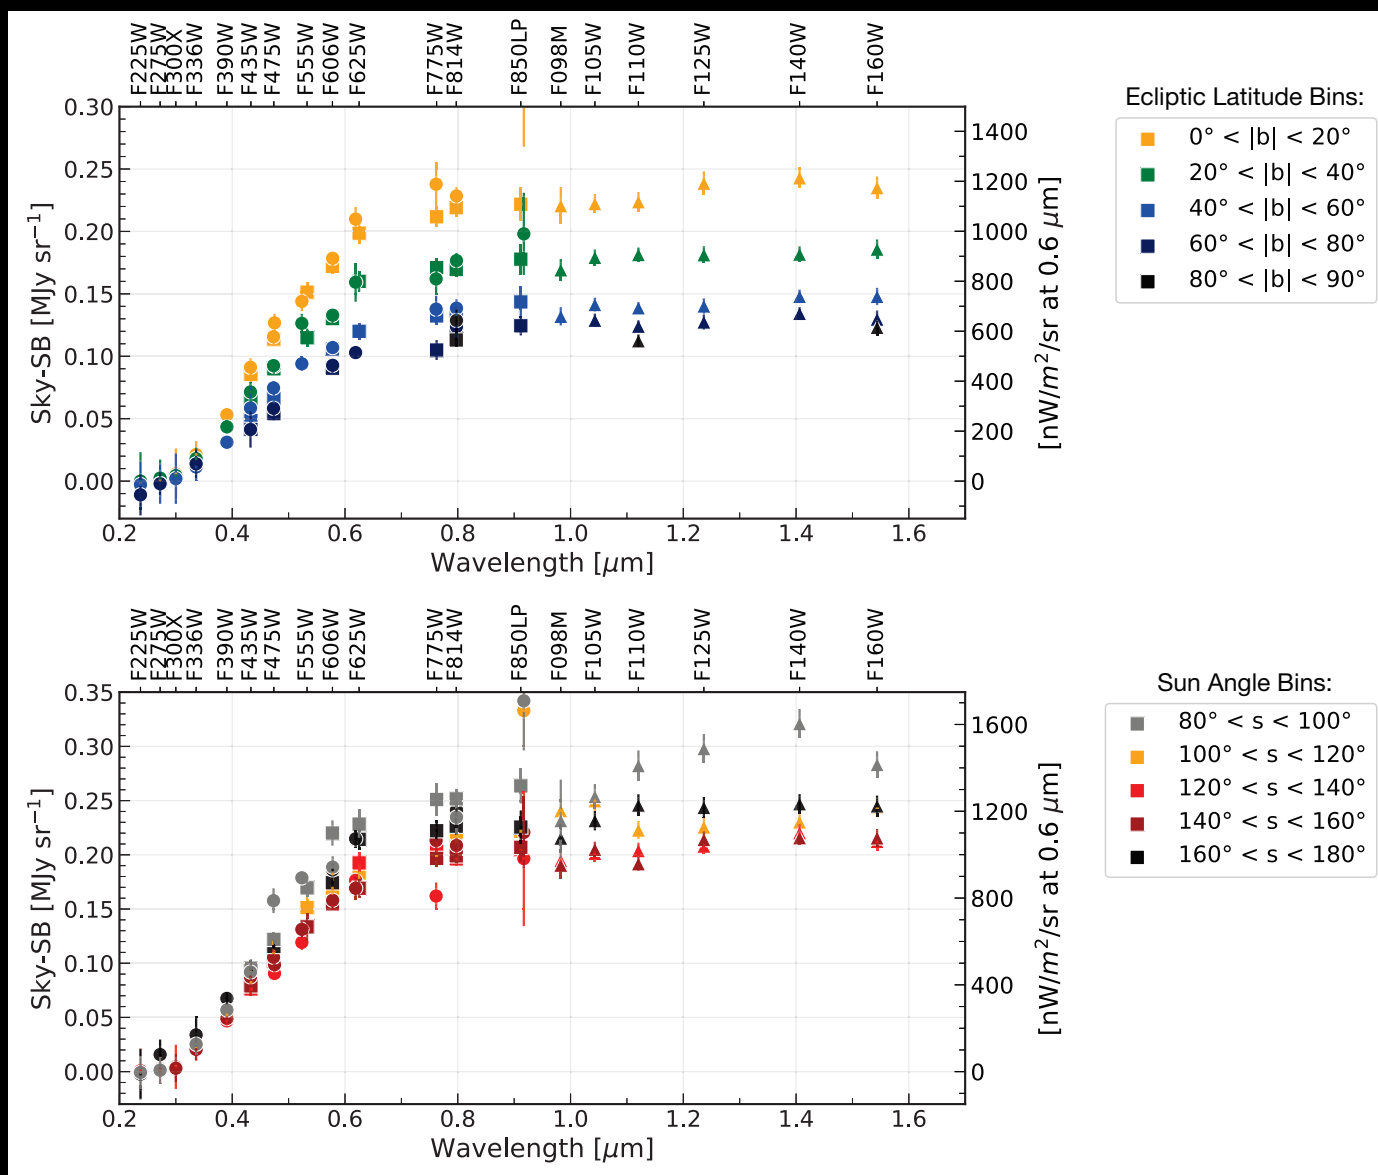 F225W F275W F300X F336W F390W F435W F475W F555W F606W F625W F775W F814W F850LP F098M F105W F110W F125W F140W F160W
0.30
0.25
0.20
0.15
0.10
0.05
0.00
Sky-SB [MJy sr⁻¹]
1400
1200
1000
800
600
400
200
0
[nW/m²/sr at 0.6 μm]
0.2 0.4 0.6 0.8 1.0 1.2 1.4 1.6
Wavelength [μm]
Ecliptic Latitude Bins:
0° < |b| < 20°
20° < |b| < 40°
40° < |b| < 60°
60° < |b| < 80°
80° < |b| < 90°
F225W F275W F300X F336W F390W F435W F475W F555W F606W F625W F775W F814W F850LP F098M F105W F110W F125W F140W F160W
0.35
0.30
0.25
0.20
0.15
0.10
0.05
0.00
Sky-SB [MJy sr⁻¹]
1600
1200
800
400
0
[nW/m²/sr at 0.6 μm]
0.2 0.4 0.6 0.8 1.0 1.2 1.4 1.6
Wavelength [μm]
Sun Angle Bins:
80° < s < 100°
100° < s < 120°
120° < s < 140°
140° < s < 160°
160° < s < 180°